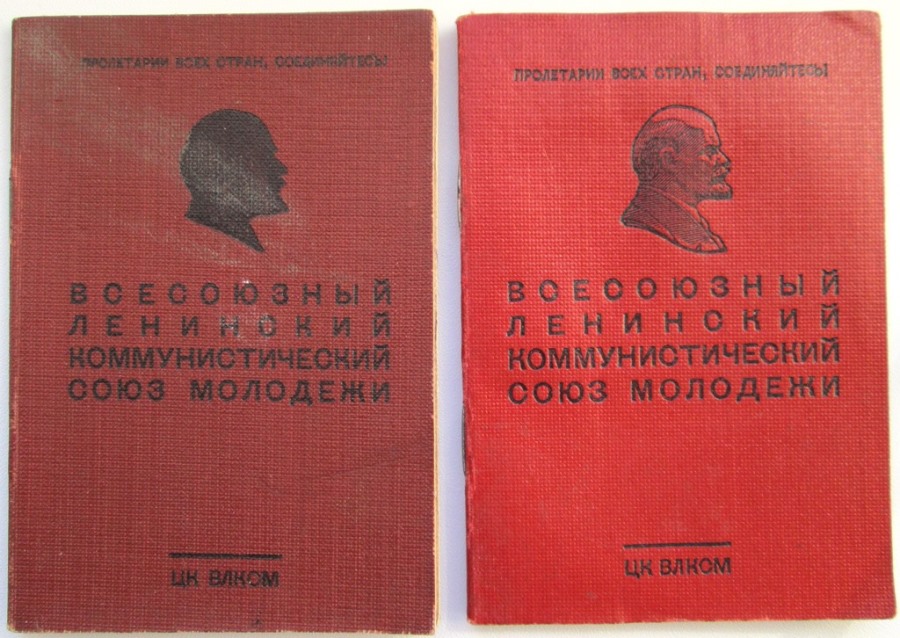 ПРОЛЕТАРИИ ВСЕХ СТРАН, СОЕДИНЯЙТЕСЬ!
ВСЕСОЮЗНЫЙ
ЛЕНИНСКИЙ
КОММУНИСТИЧЕСКИЙ
СОЮЗ МОЛОДЕЖИ
ЦК ВЛКСМ
ПРОЛЕТАРИИ ВСЕХ СТРАН, СОЕДИНЯЙТЕСЬ!
ВСЕСОЮЗНЫЙ
ЛЕНИНСКИЙ
КОММУНИСТИЧЕСКИЙ
СОЮЗ МОЛОДЕЖИ
ЦК ВЛКСМ